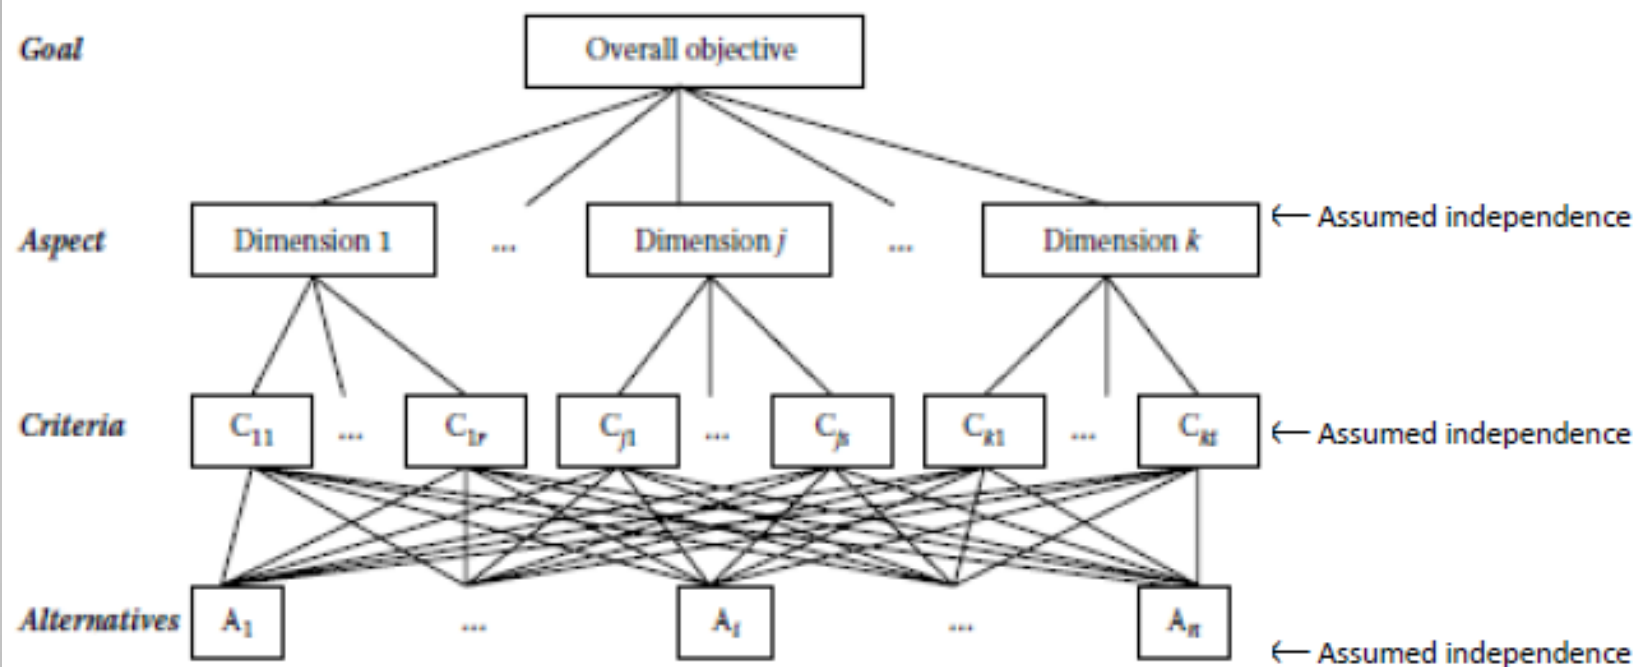 Goal
Overall objective
Aspect
Dimension 1
...
Dimension j
...
Dimension k
← Assumed independence
Criteria
C11
...
C1r
Cj1
...
Cjs
Ck1
...
Ckt
← Assumed independence
Alternatives
A1
...
Ai
...
An
← Assumed independence